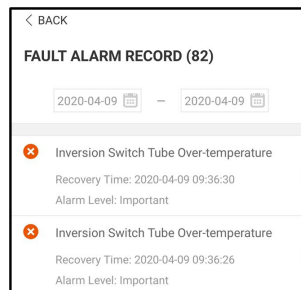 < BACK
FAULT ALARM RECORD (82)
2020-04-09 – 2020-04-09
Inversion Switch Tube Over-temperature
Recovery Time: 2020-04-09 09:36:30
Alarm Level: Important
Inversion Switch Tube Over-temperature
Recovery Time: 2020-04-09 09:36:26
Alarm Level: Important